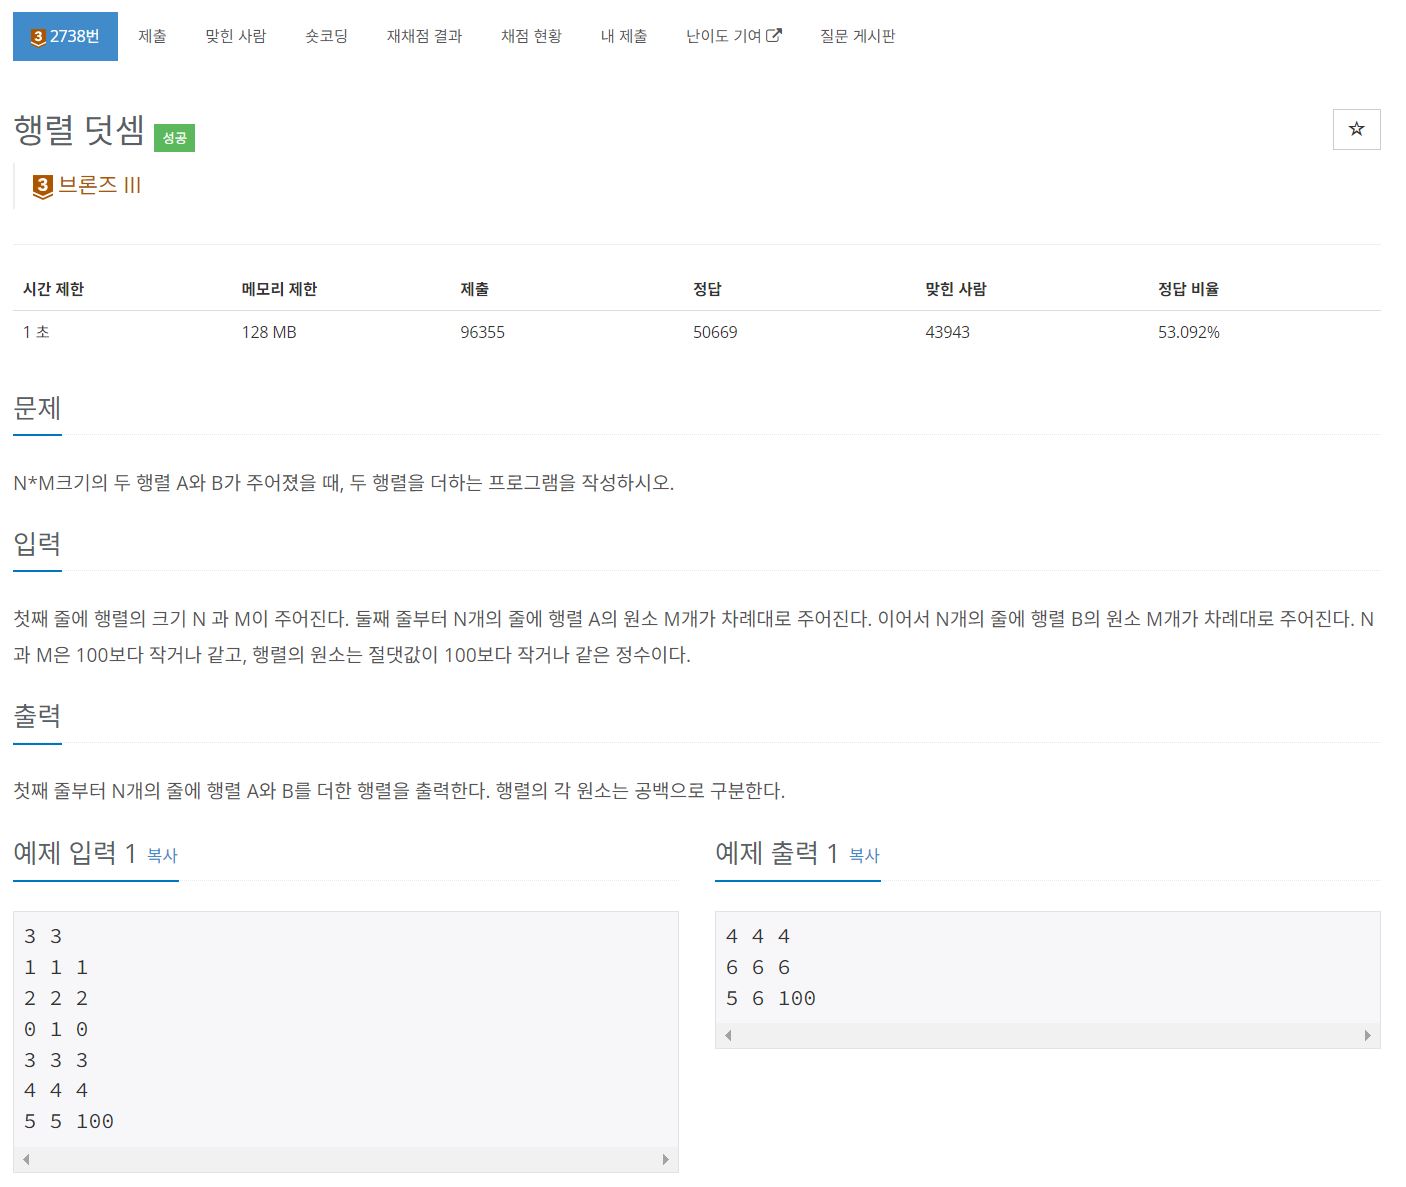 3 2738번 제출 맞힌 사람 숏코딩 재채점 결과 채점 현황 내 제출 난이도 기여 질문 게시판
행렬 덧셈 성공
3 브론즈 III
시간 제한 메모리 제한 제출 정답 맞힌 사람 정답 비율
1 초 128 MB 96355 50669 43943 53.092%
문제
N*M크기의 두 행렬 A와 B가 주어졌을 때, 두 행렬을 더하는 프로그램을 작성하시오.
입력
첫째 줄에 행렬의 크기 N 과 M이 주어진다. 둘째 줄부터 N개의 줄에 행렬 A의 원소 M개가 차례대로 주어진다. 이어서 N개의 줄에 행렬 B의 원소 M개가 차례대로 주어진다. N
과 M은 100보다 작거나 같고, 행렬의 원소는 절댓값이 100보다 작거나 같은 정수이다.
출력
첫째 줄부터 N개의 줄에 행렬 A와 B를 더한 행렬을 출력한다. 행렬의 각 원소는 공백으로 구분한다.
예제 입력 1 복사
3 3
1 1 1
2 2 2
0 1 0
3 3 3
4 4 4
5 5 100
예제 출력 1 복사
4 4 4
6 6 6
5 6 100